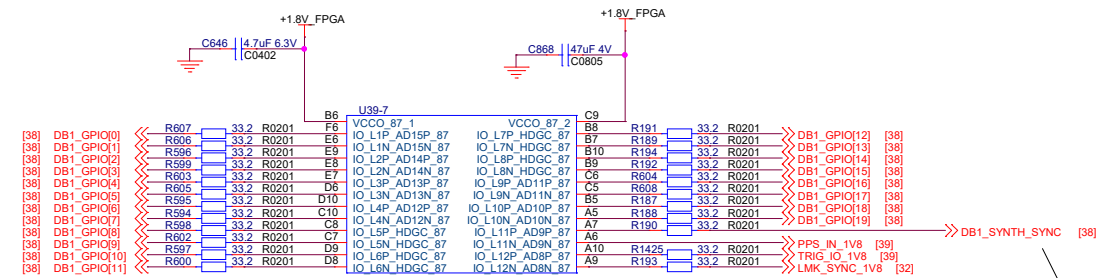 +1.8V_FPGA +1.8V_FPGA
C646 4.7uF 6.3V C868 47uF 4V
C0402 C0805
U39-7
B6 VCCO_87_1 VCCO_87_2 C9
[38] DB1_GPIO[0] R607 33.2 R0201 F6 IO_L1P_AD15P_87 IO_L7P_HDGC_87 B8 R191 33.2 R0201 DB1_GPIO[12] [38]
[38] DB1_GPIO[1] R606 33.2 R0201 E6 IO_L1N_AD15N_87 IO_L7N_HDGC_87 B7 R189 33.2 R0201 DB1_GPIO[13] [38]
[38] DB1_GPIO[2] R596 33.2 R0201 E9 IO_L2P_AD14P_87 IO_L8P_HDGC_87 B10 R194 33.2 R0201 DB1_GPIO[14] [38]
[38] DB1_GPIO[3] R599 33.2 R0201 E8 IO_L2N_AD14N_87 IO_L8N_HDGC_87 B9 R192 33.2 R0201 DB1_GPIO[15] [38]
[38] DB1_GPIO[4] R603 33.2 R0201 E7 IO_L3P_AD13P_87 IO_L9P_AD11P_87 C6 R604 33.2 R0201 DB1_GPIO[16] [38]
[38] DB1_GPIO[5] R605 33.2 R0201 D6 IO_L3N_AD13N_87 IO_L9N_AD11N_87 C5 R608 33.2 R0201 DB1_GPIO[17] [38]
[38] DB1_GPIO[6] R595 33.2 R0201 D10 IO_L4P_AD12P_87 IO_L10P_AD10P_87 B5 R187 33.2 R0201 DB1_GPIO[18] [38]
[38] DB1_GPIO[7] R594 33.2 R0201 C10 IO_L4N_AD12N_87 IO_L10N_AD10N_87 A5 R188 33.2 R0201 DB1_GPIO[19] [38]
[38] DB1_GPIO[8] R598 33.2 R0201 C8 IO_L5P_HDGC_87 IO_L11P_AD9P_87 A7 R190 33.2 R0201 DB1_SYNTH_SYNC [38]
[38] DB1_GPIO[9] R602 33.2 R0201 C7 IO_L5N_HDGC_87 IO_L11N_AD9N_87 A6 PPS_IN_1V8 [39]
[38] DB1_GPIO[10] R597 33.2 R0201 D9 IO_L6P_HDGC_87 IO_L12P_AD8P_87 A10 R1425 33.2 R0201 TRIG_IO_1V8 [39]
[38] DB1_GPIO[11] R600 33.2 R0201 D8 IO_L6N_HDGC_87 IO_L12N_AD8N_87 A9 R193 33.2 R0201 LMK_SYNC_1V8 [32]